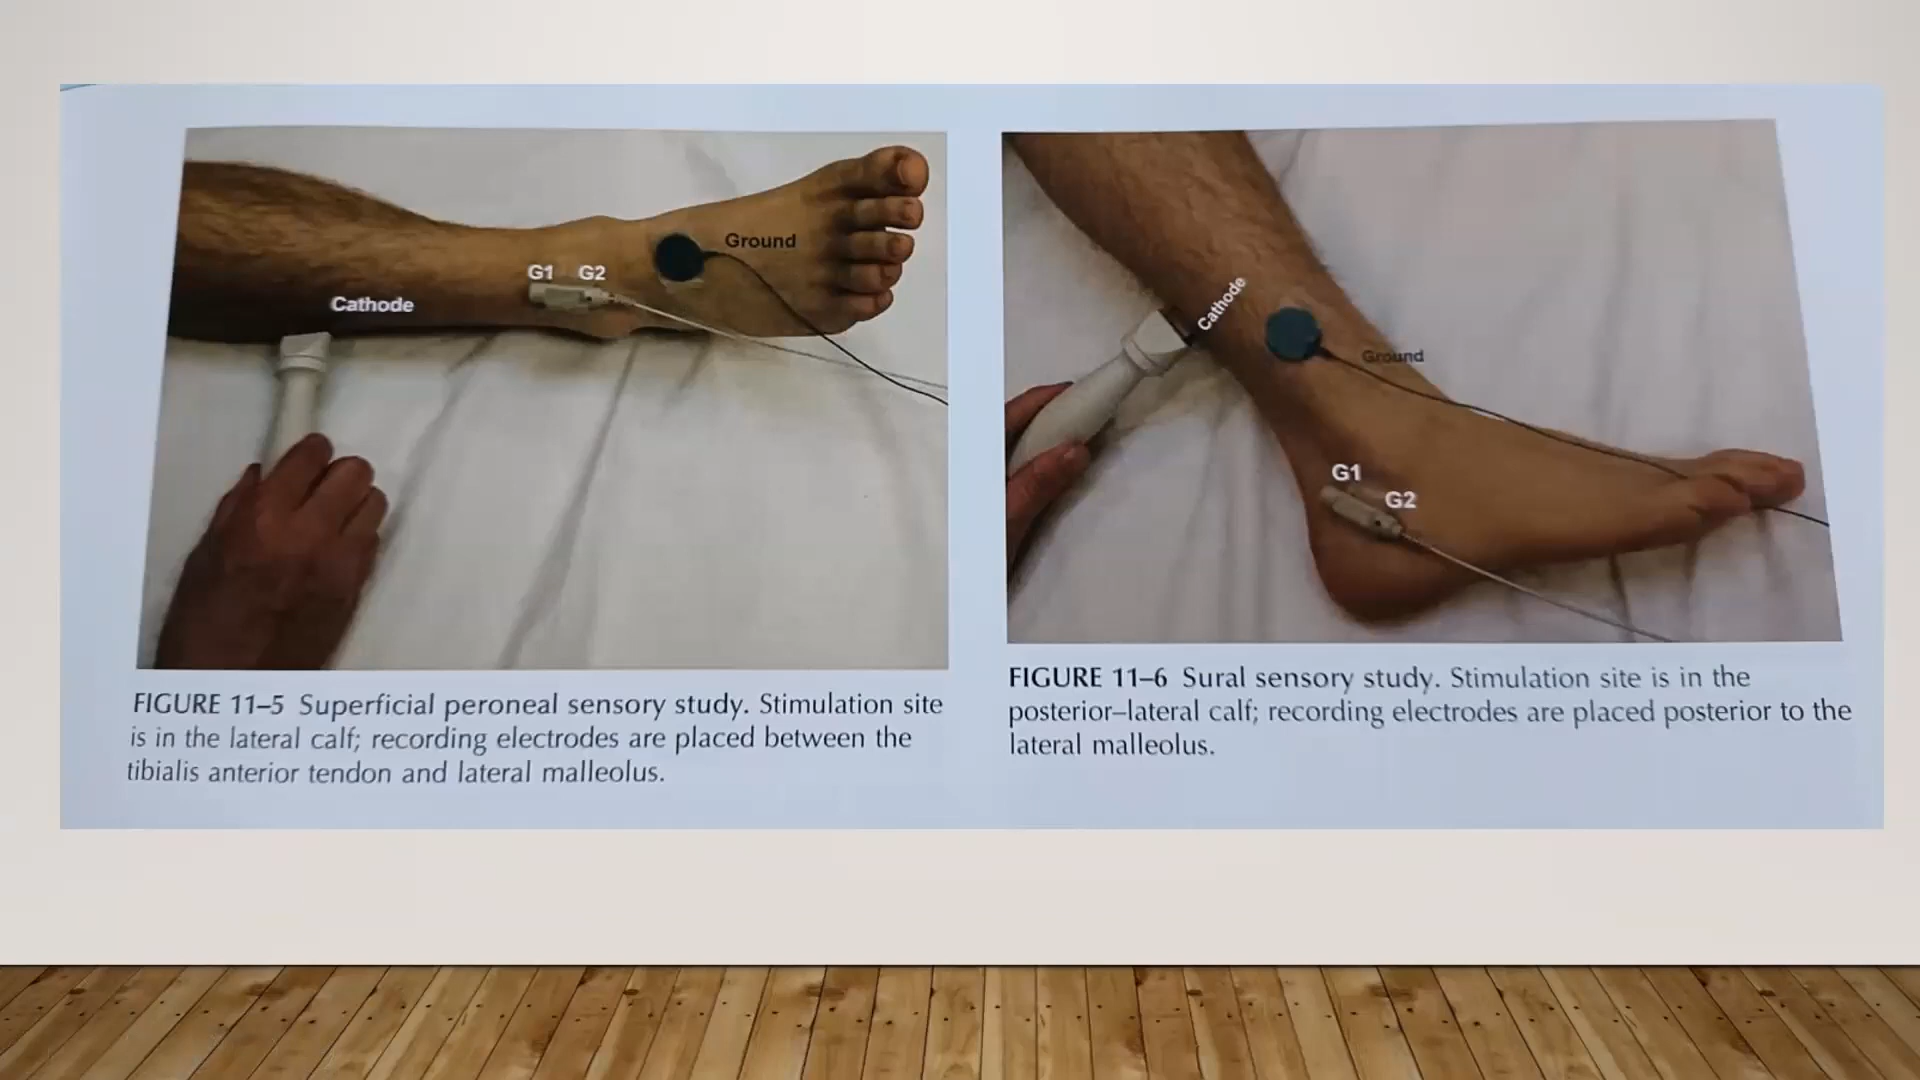 Ground
G1 G2
Cathode
FIGURE 11–5 Superficial peroneal sensory study. Stimulation site
is in the lateral calf; recording electrodes are placed between the
tibialis anterior tendon and lateral malleolus.
Cathode
Ground
G1
G2
FIGURE 11–6 Sural sensory study. Stimulation site is in the
posterior–lateral calf; recording electrodes are placed posterior to the
lateral malleolus.